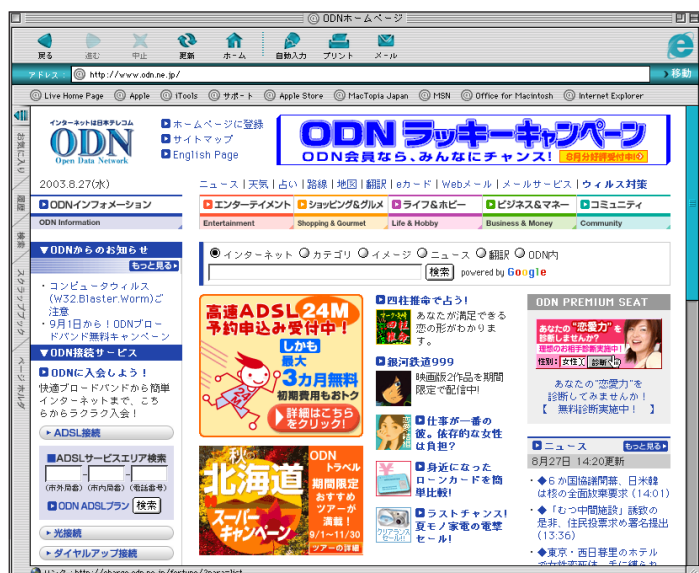 ODNホームページ
戻る 進む 中止 更新 ホーム 自動入力 プリント メール
アドレス： http://www.odn.ne.jp/ 移動
Live Home Page Apple iTools サポート Apple Store MacTopia Japan MSN Office for Macintosh Internet Explorer
お気に入り
履歴
検索
スクラップブック
ページホルダ
インターネットは日本テレコム
ODN
Open Data Network
ホームページに登録
サイトマップ
English Page
ODN ラッキーキャンペーン
ODN会員なら、みんなにチャンス!
8月分好評受付中!!
2003.8.27(水)
ニュース | 天気 | 占い | 路線 | 地図 | 翻訳 | eカード | Webメール | メールサービス | ウィルス対策
ODNインフォメーション
ODN Information
エンターテイメント ショッピング&グルメ ライフ&ホビー ビジネス&マネー コミュニティ
Entertainment Shopping & Gourmet Life & Hobby Business & Money Community
▼ODNからのお知らせ
もっと見る
・コンピュータウィルス
(W32.Blaster.Worm)ご
注意
・9月1日から！ODNブロー
ドバンド無料キャンペーン
▼ODN接続サービス
ODNに入会しよう！
快適ブロードバンドから簡単
インターネットまで、こち
らからラクラク入会！
ADSL接続
■ADSLサービスエリア検索
- -
(市外局番) (市内局番) (電話番号)
ODN ADSLプラン 検索
光接続
ダイヤルアップ接続
インターネット カテゴリ イメージ ニュース 翻訳 ODN内
検索 powered by Google
高速ADSL 24M
予約申込み受付中！
しかも
最大
3カ月無料
初期費用もおトク
詳細はこちら
をクリック!
24M
秋の
北海道
スーパー
キャンペーン
ODN
トラベル
期間限定
おすすめ
ツアーが
満載！
9/1～11/30
ツアーの詳細
四柱推命で占う！
あなたが満足できる
恋の形がわかりま
す。
銀河鉄道999
映画版2作品を期間
限定で配信中！
仕事が一番の
彼。依存的な女性
は負担？
身近になった
ローンカードを簡
単比較！
ラストチャンス！
夏モノ家電の電撃
セール！
クリアランス
セール!!
ODN PREMIUM SEAT
あなたの"恋愛力"を
診断しませんか？
理想のお相手診断実施中！
性別： 女性 診断
あなたの"恋愛力"を
診断してみませんか！
【 無料診断実施中！ 】
ニュース もっと見る
8月27日 14:20更新
・◆6か国協議開幕、日米韓
は核の全面放棄要求 (14:01)
・◆「むつ中間施設」誘致の
是非、住民投票求め署名提出
(13:36)
・◆東京・西日暮里のホテル
リンク：http://charge.odn.ne.jp/fortune/?param=list